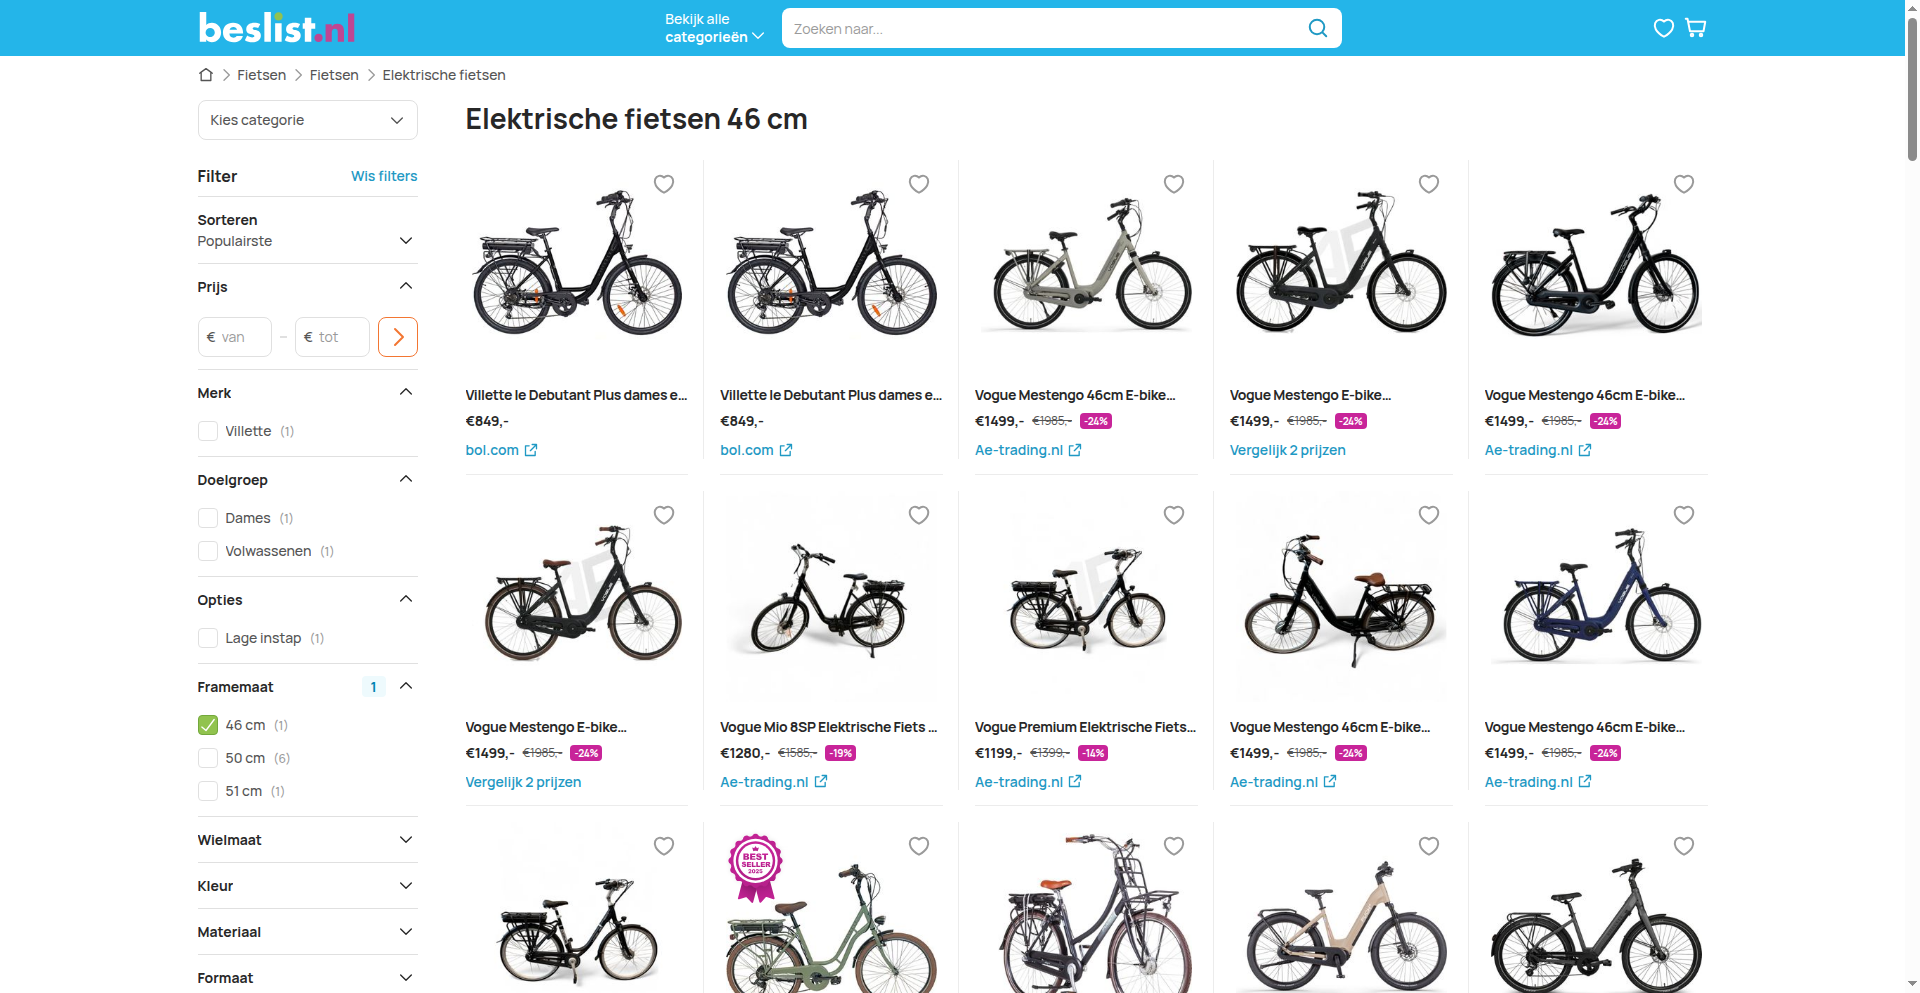 beslist.nl
Bekijk alle
categorieën
Zoeken naar...
Fietsen
Fietsen
Elektrische fietsen
Kies categorie
Elektrische fietsen 46 cm
Filter
Wis filters
Sorteren
Populairste
Prijs
€ van
–
€ tot
Merk
Villette (1)
Doelgroep
Dames (1)
Volwassenen (1)
Opties
Lage instap (1)
Framemaat 1
46 cm (1)
50 cm (6)
51 cm (1)
Wielmaat
Kleur
Materiaal
Formaat
Villette le Debutant Plus dames e...
€849,-
bol.com
Villette le Debutant Plus dames e...
€849,-
bol.com
Vogue Mestengo 46cm E-bike...
€1499,- €1985,- -24%
Ae-trading.nl
Vogue Mestengo E-bike...
€1499,- €1985,- -24%
Vergelijk 2 prijzen
Vogue Mestengo 46cm E-bike...
€1499,- €1985,- -24%
Ae-trading.nl
Vogue Mestengo E-bike...
€1499,- €1985,- -24%
Vergelijk 2 prijzen
Vogue Mio 8SP Elektrische Fiets ...
€1280,- €1585,- -19%
Ae-trading.nl
Vogue Premium Elektrische Fiets...
€1199,- €1399,- -14%
Ae-trading.nl
Vogue Mestengo 46cm E-bike...
€1499,- €1985,- -24%
Ae-trading.nl
Vogue Mestengo 46cm E-bike...
€1499,- €1985,- -24%
Ae-trading.nl
BEST
SELLER
2025